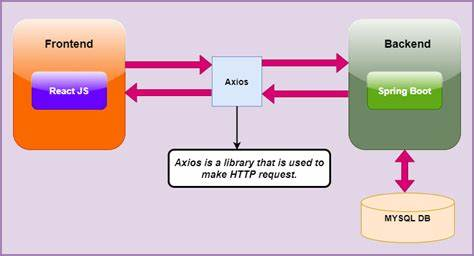 Frontend
Backend
React JS
Axios
Spring Boot
Axios is a library that is used to
make HTTP request.
MYSQL DB